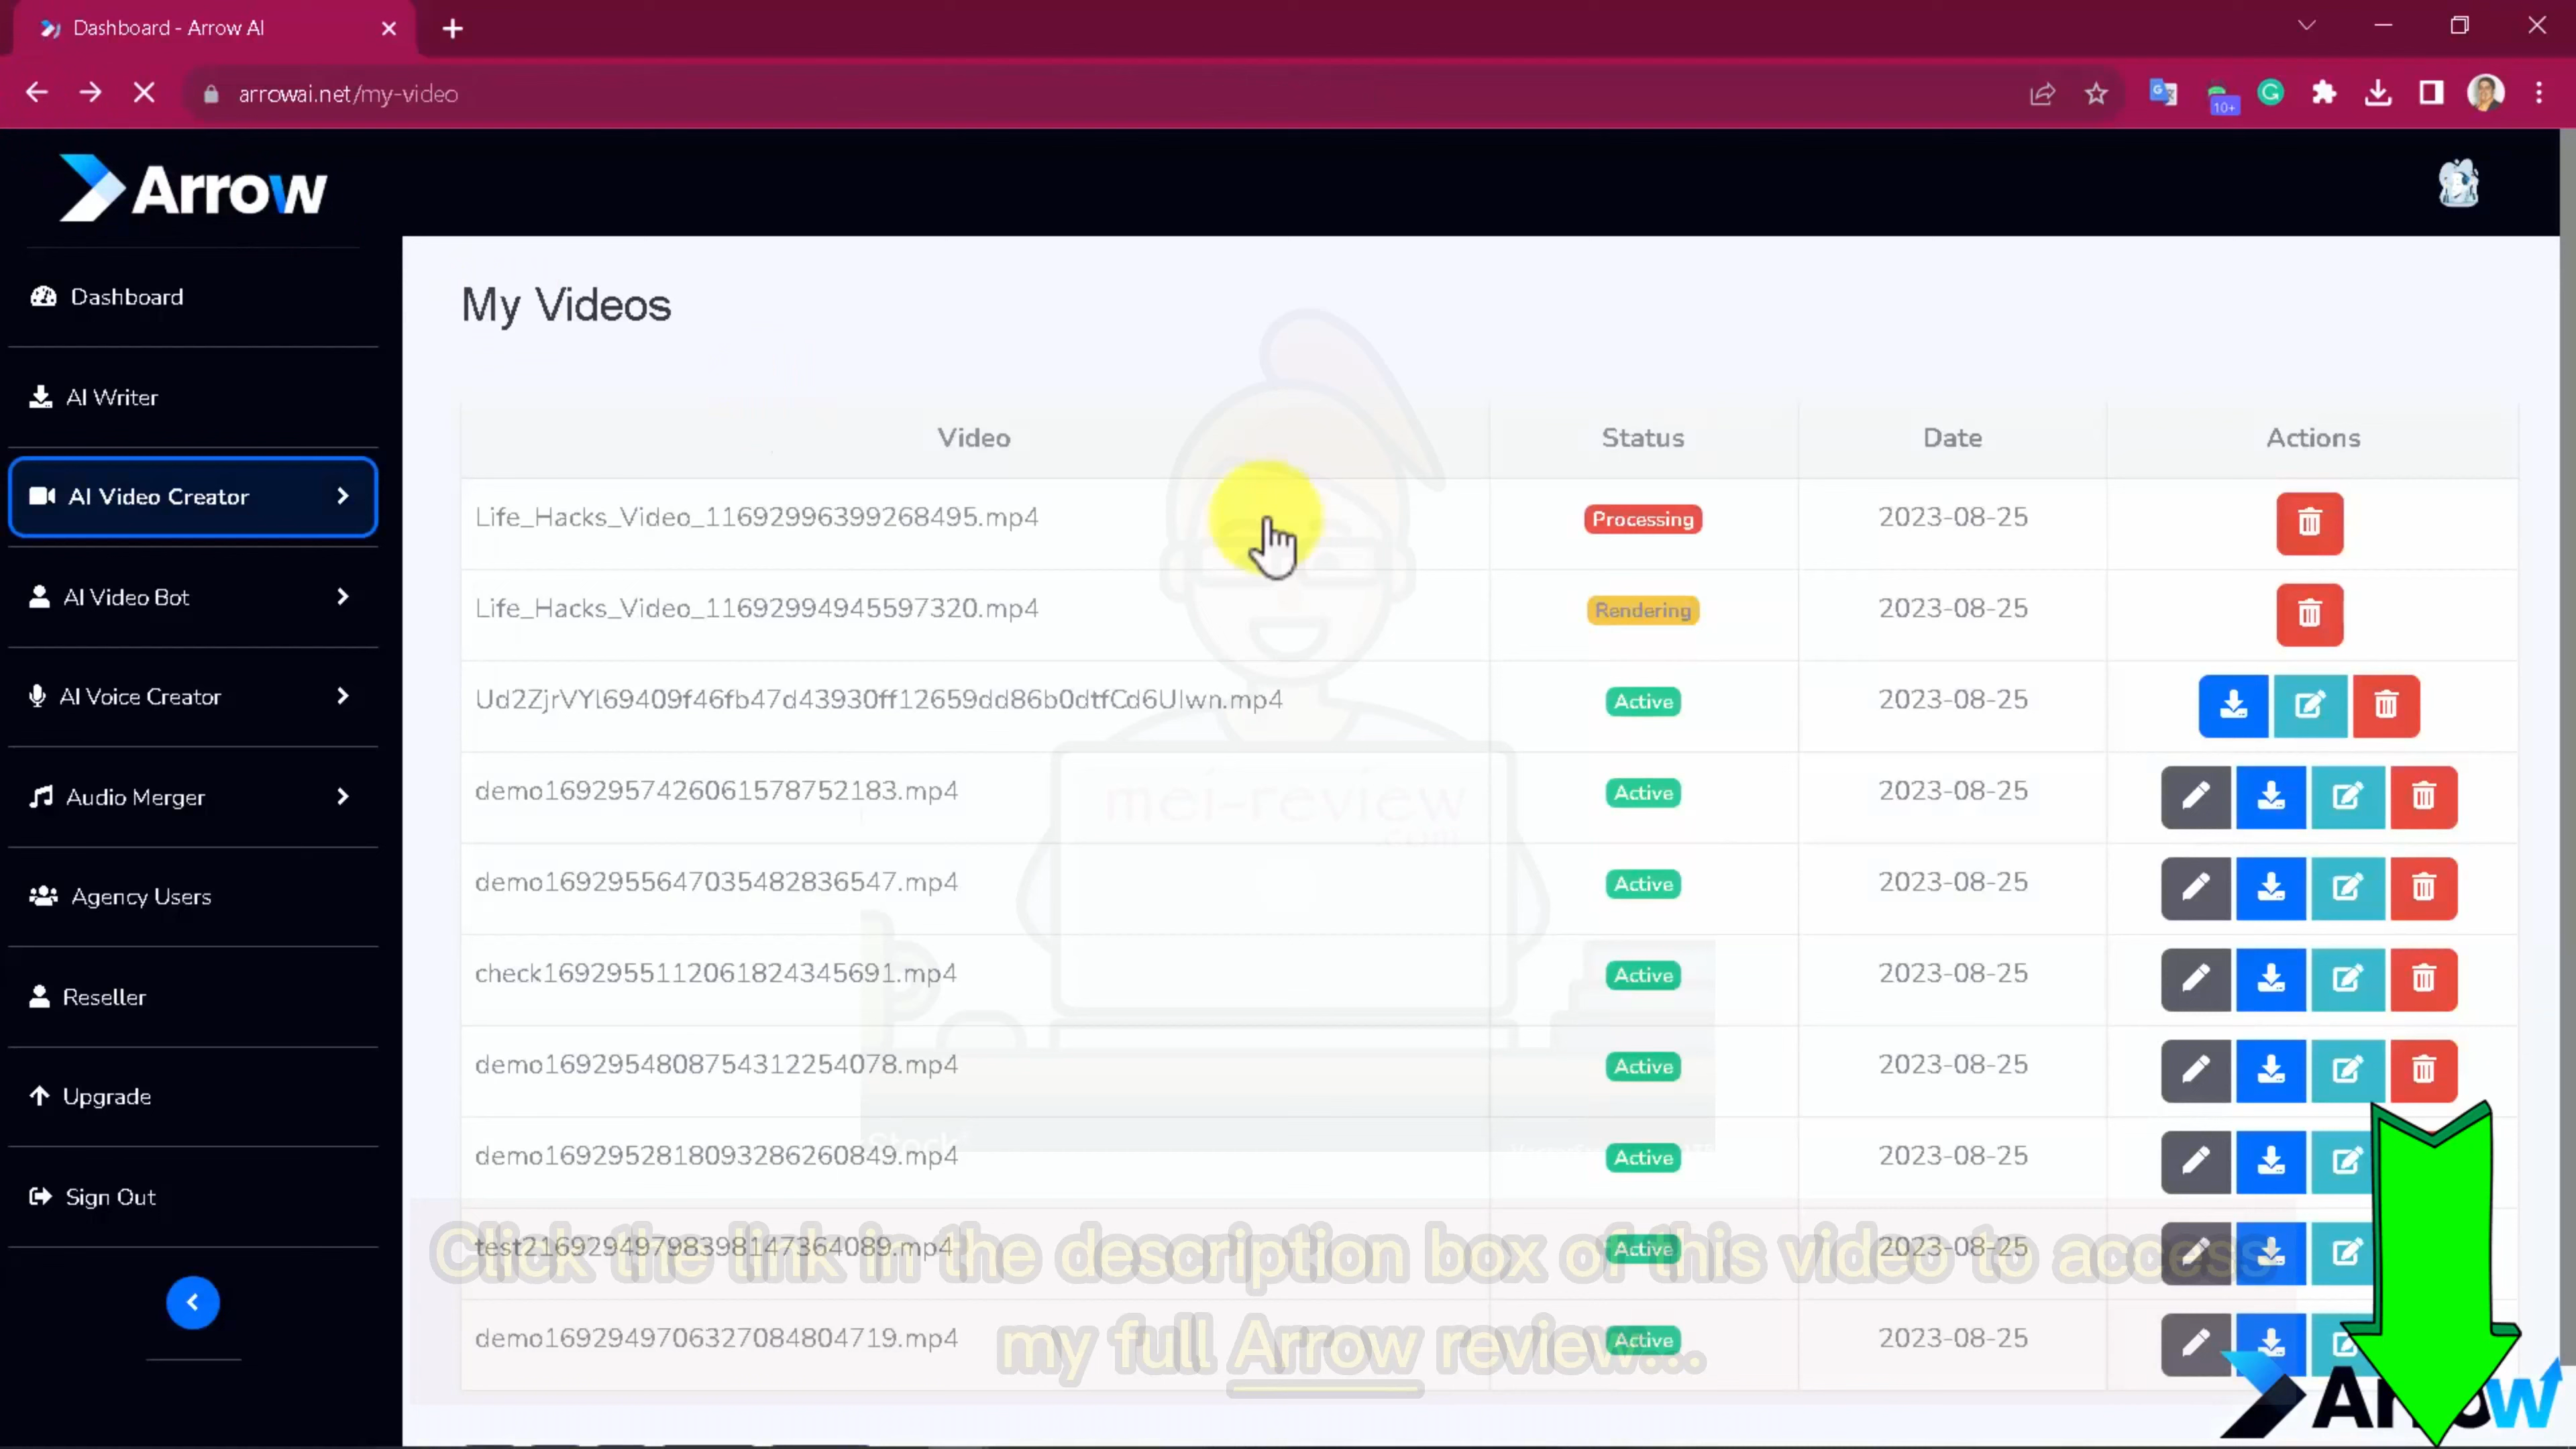 Dashboard - Arrow AI
arrowai.net/my-video
10+
Arrow
Dashboard
AI Writer
AI Video Creator
AI Video Bot
AI Voice Creator
Audio Merger
Agency Users
Reseller
Upgrade
Sign Out
My Videos
Video Status Date Actions
Life_Hacks_Video_11692996399268495.mp4 Processing 2023-08-25
Life_Hacks_Video_11692994945597320.mp4 Rendering 2023-08-25
Ud2ZjrVYl69409f46fb47d43930ff12659dd86b0dtfCd6Ulwn.mp4 Active 2023-08-25
demo1692957426061578752183.mp4 Active 2023-08-25
mei-review
.com
demo1692955647035482836547.mp4 Active 2023-08-25
check1692955112061824345691.mp4 Active 2023-08-25
demo1692954808754312254078.mp4 Active 2023-08-25
Stock
demo1692952818093286260849.mp4 Active 2023-08-25
test21692949798398147364089.mp4 Active 2023-08-25
demo1692949706327084804719.mp4 Active 2023-08-25
Click the link in the description box of this video to access
my full Arrow review...